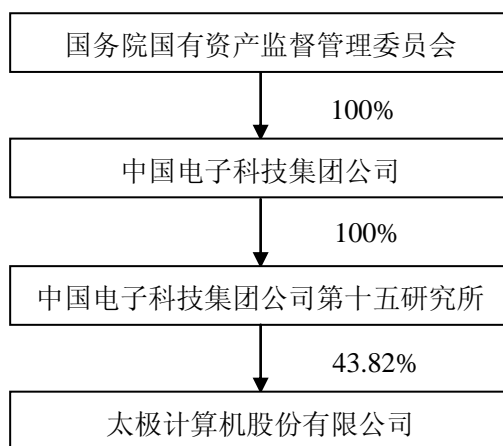 国务院国有资产监督管理委员会
100%
中国电子科技集团公司
100%
中国电子科技集团公司第十五研究所
43.82%
太极计算机股份有限公司